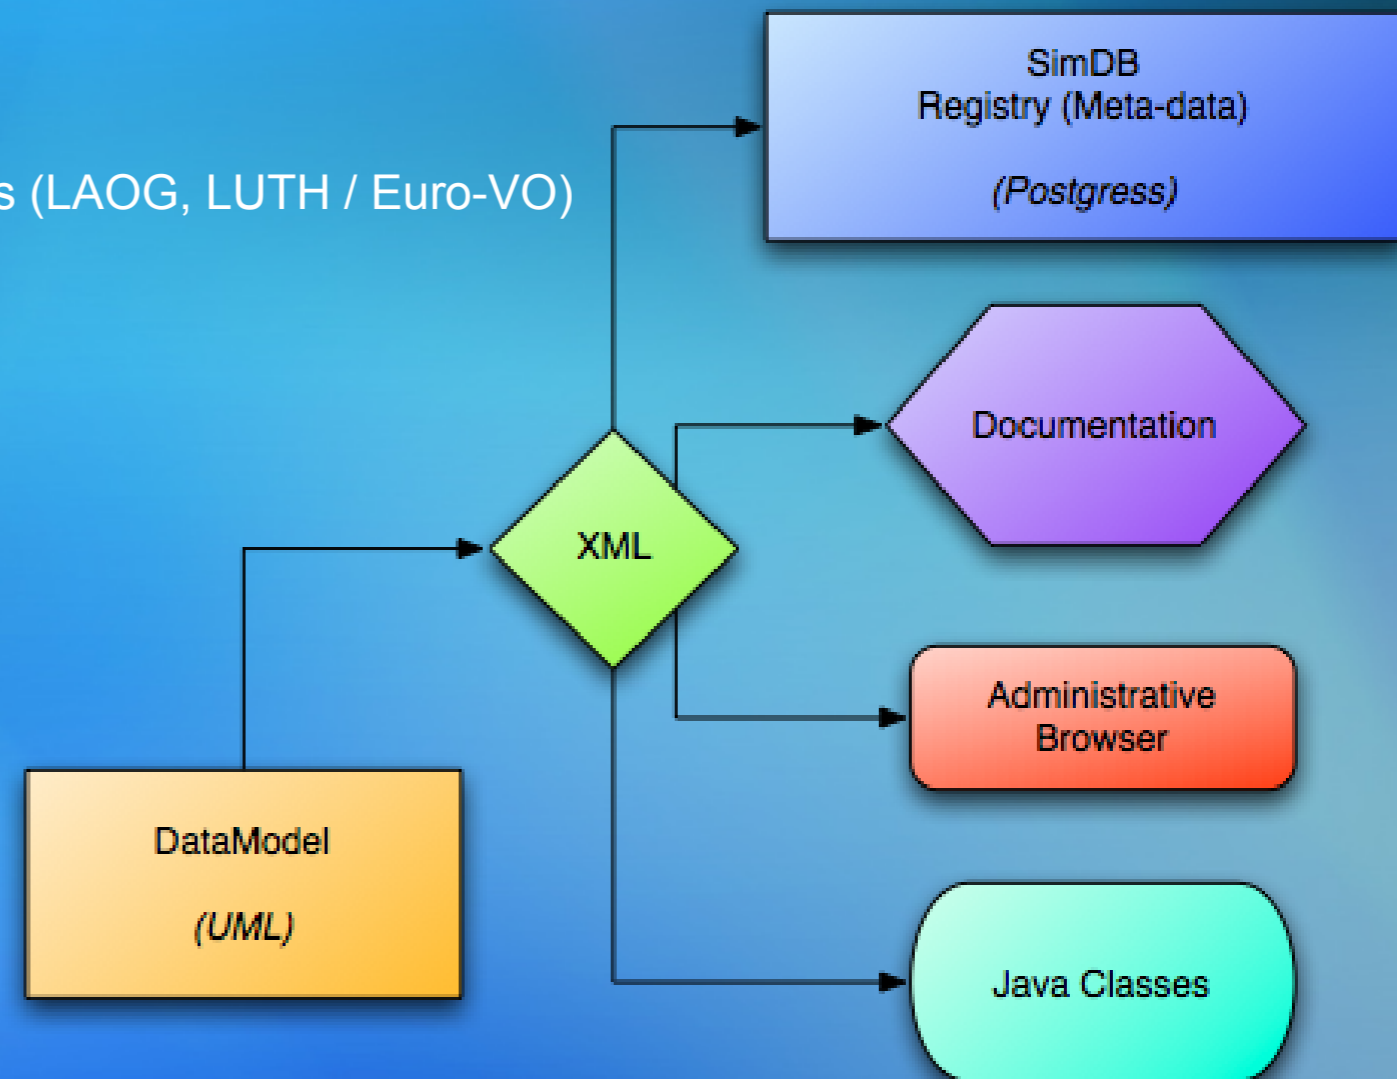 SimDB
Registry (Meta-data)
(Postgress)
s (LAOG, LUTH / Euro-VO)
Documentation
XML
Administrative
Browser
DataModel
(UML)
Java Classes